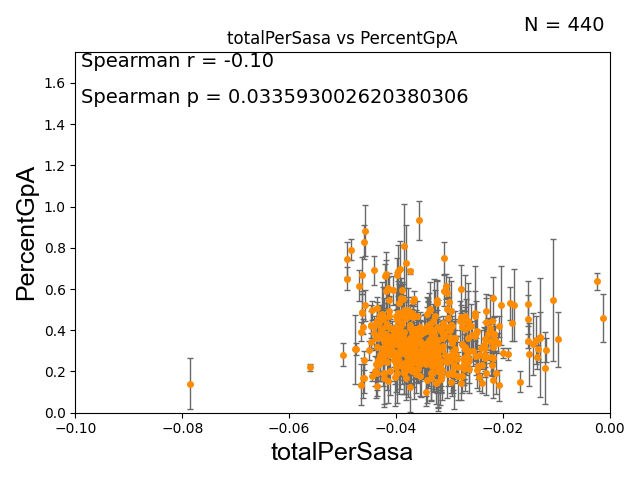 N = 440
totalPerSasa vs PercentGpA
Spearman r = -0.10
Spearman p = 0.033593002620380306
1.6
1.4
1.2
1.0
0.8
0.6
0.4
0.2
0.0
PercentGpA
−0.10 −0.08 −0.06 −0.04 −0.02 0.00
totalPerSasa